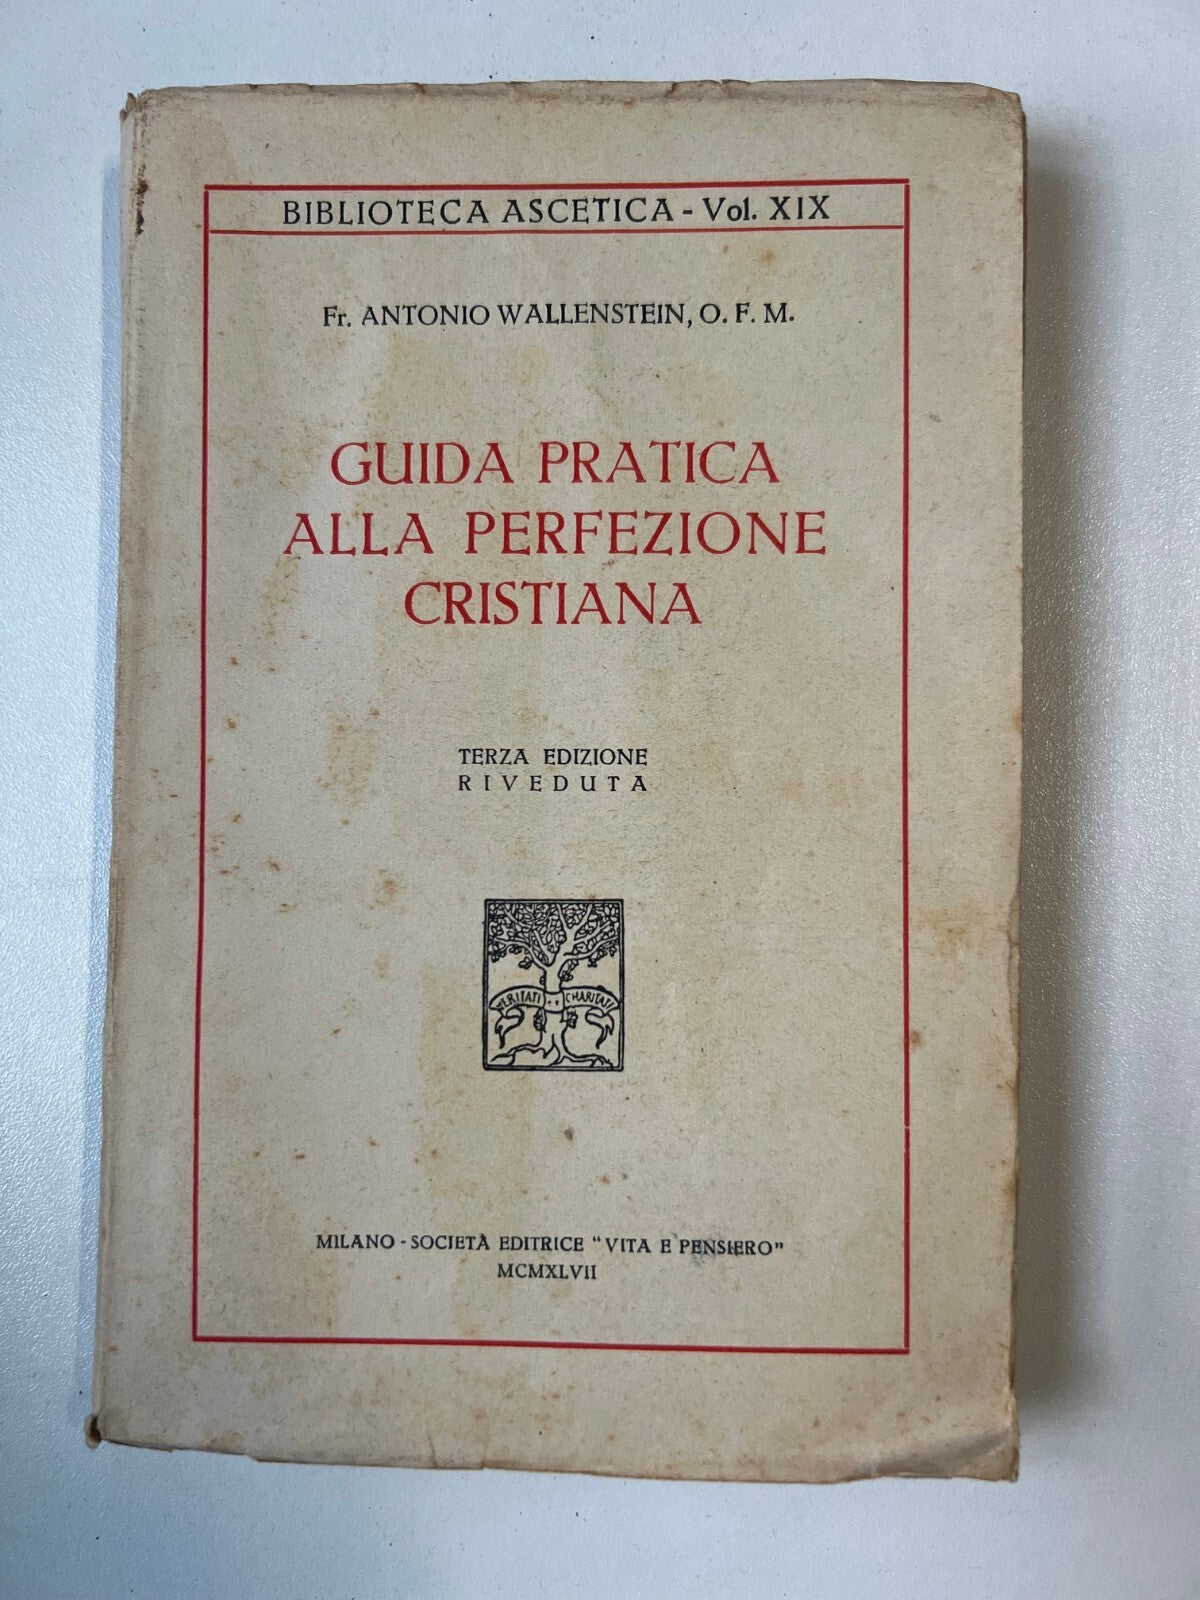 BIBLIOTECA ASCETICA - Vol. XIX
Fr. ANTONIO WALLENSTEIN, O. F. M.
GUIDA PRATICA
ALLA PERFEZIONE
CRISTIANA
TERZA EDIZIONE
RIVEDUTA
VERITATI · · CHARITATI
MILANO - SOCIETÀ EDITRICE "VITA E PENSIERO"
MCMXLVII